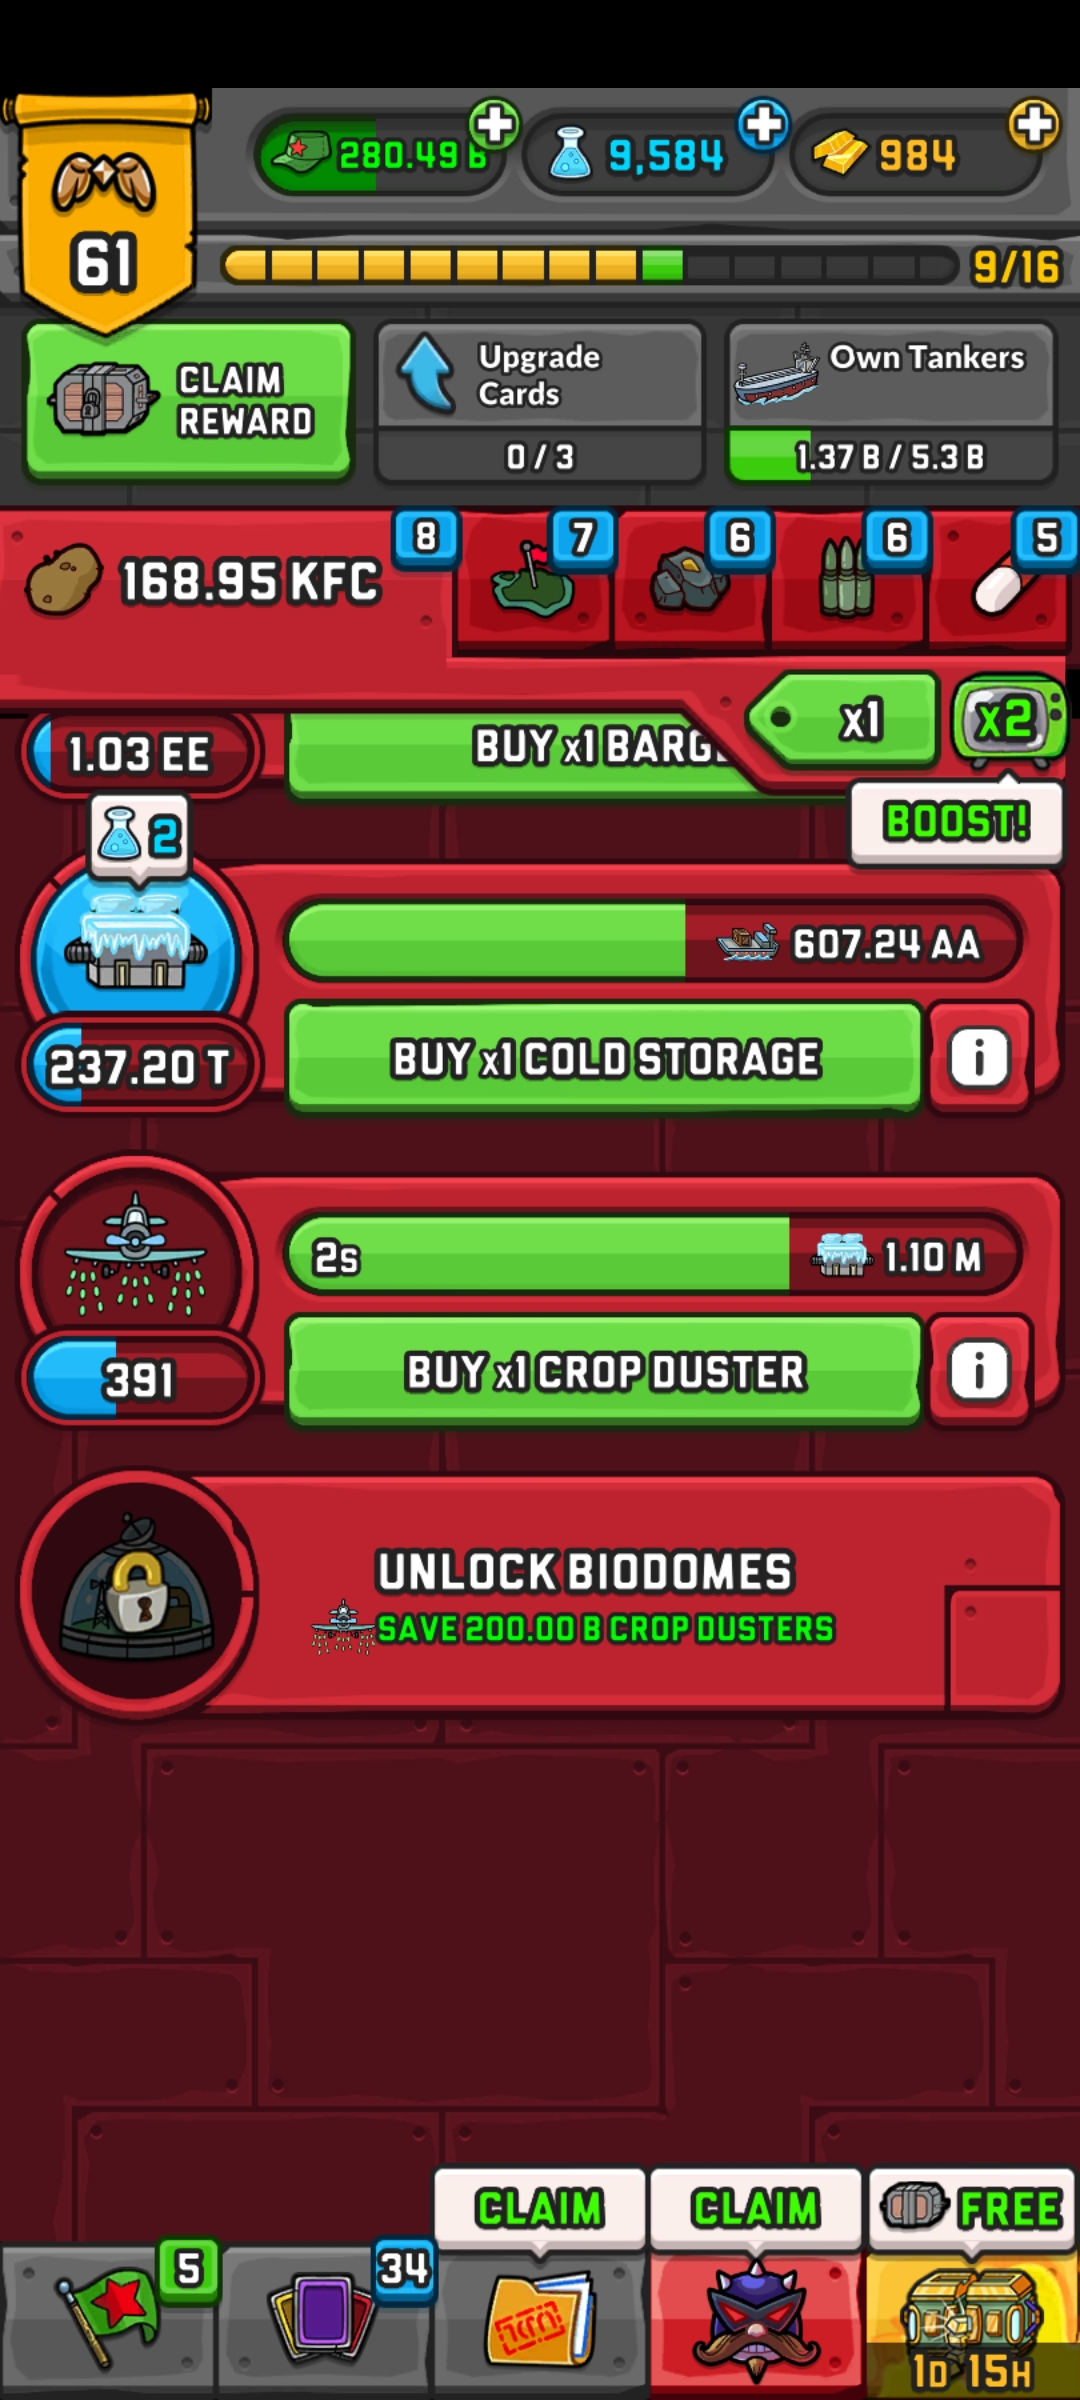 280.49 B
9,584
984
61
9/16
CLAIM
REWARD
Upgrade
Cards
0 / 3
Own Tankers
1.37 B / 5.3 B
168.95 KFC
8
7
6
6
5
x1
x2
BOOST!
1.03 EE
BUY x1
2
607.24 AA
237.20 T
BUY x1 COLD STORAGE
i
2s
1.10 M
391
BUY x1 CROP DUSTER
i
UNLOCK BIODOMES
SAVE 200.00 B CROP DUSTERS
CLAIM
CLAIM
FREE
5
34
1D 15H